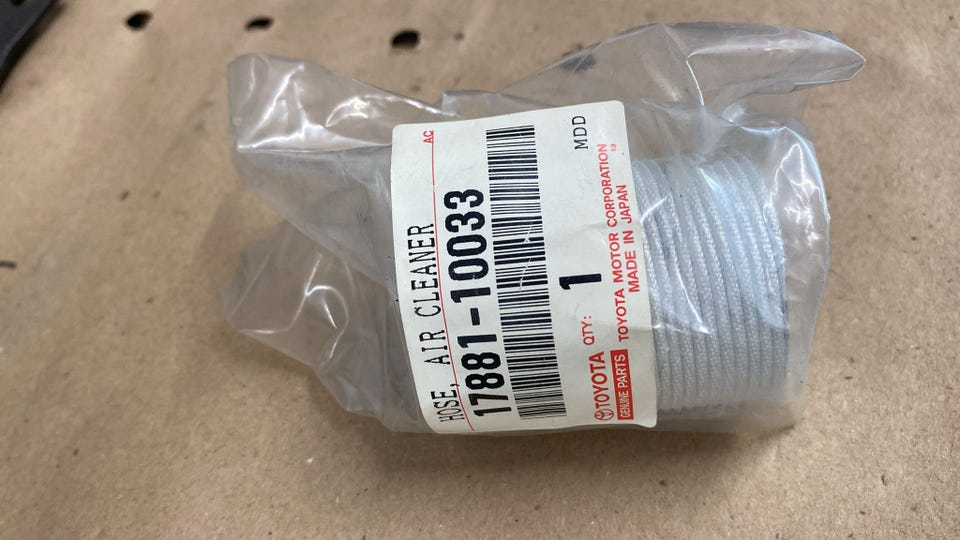 AC
HOSE, AIR CLEANER
17881-10033
MDD
QTY: 1
TOYOTA
GENUINE PARTS
TOYOTA MOTOR CORPORATION
MADE IN JAPAN